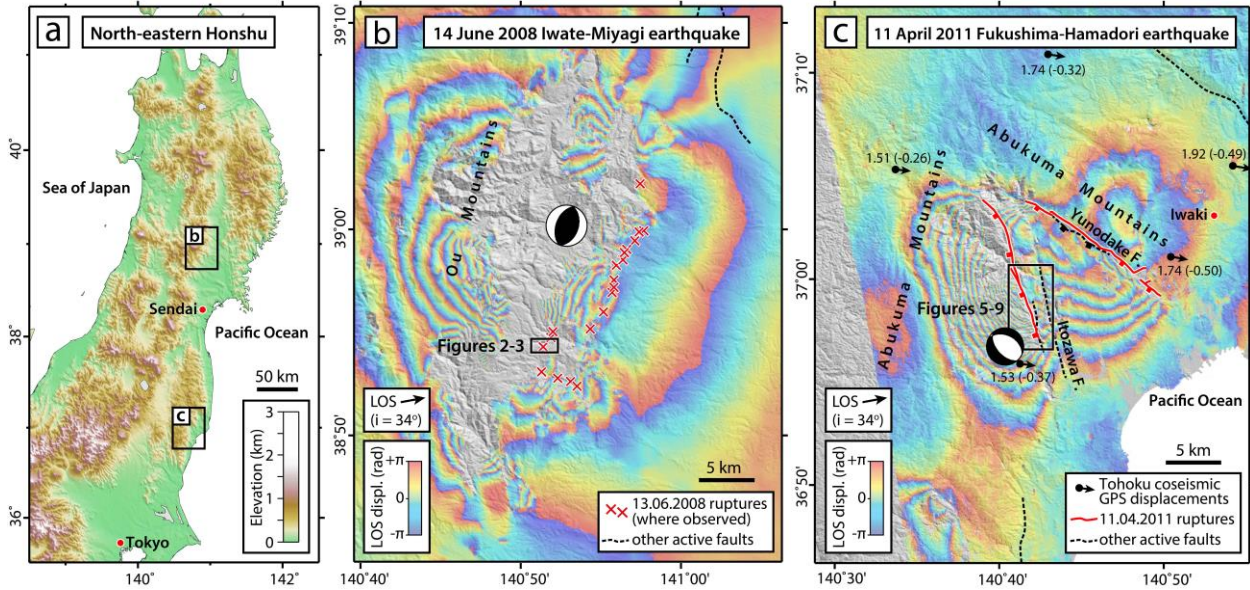 a
North-eastern Honshu
40°
38°
36°
140°
142°
Sea of Japan
b
Sendai
Pacific Ocean
50 km
c
Tokyo
Elevation (km)
3
2
1
0
b
14 June 2008 Iwate-Miyagi earthquake
39°10'
39°00'
38°50'
140°40'
140°50'
141°00'
Ou Mountains
Figures 2-3
LOS
(i = 34°)
LOS displ. (rad)
+π
0
-π
5 km
13.06.2008 ruptures
(where observed)
other active faults
c
11 April 2011 Fukushima-Hamadori earthquake
37°10'
37°00'
36°50'
140°30'
140°40'
140°50'
1.74 (-0.32)
1.51 (-0.26)
1.92 (-0.49)
Abukuma Mountains
Abukuma Mountains
Iwaki
Yunodake F.
1.74 (-0.50)
Figures 5-9
Itozawa F.
1.53 (-0.37)
Pacific Ocean
LOS
(i = 34°)
LOS displ. (rad)
+π
0
-π
5 km
Tohoku coseismic
GPS displacements
11.04.2011 ruptures
other active faults